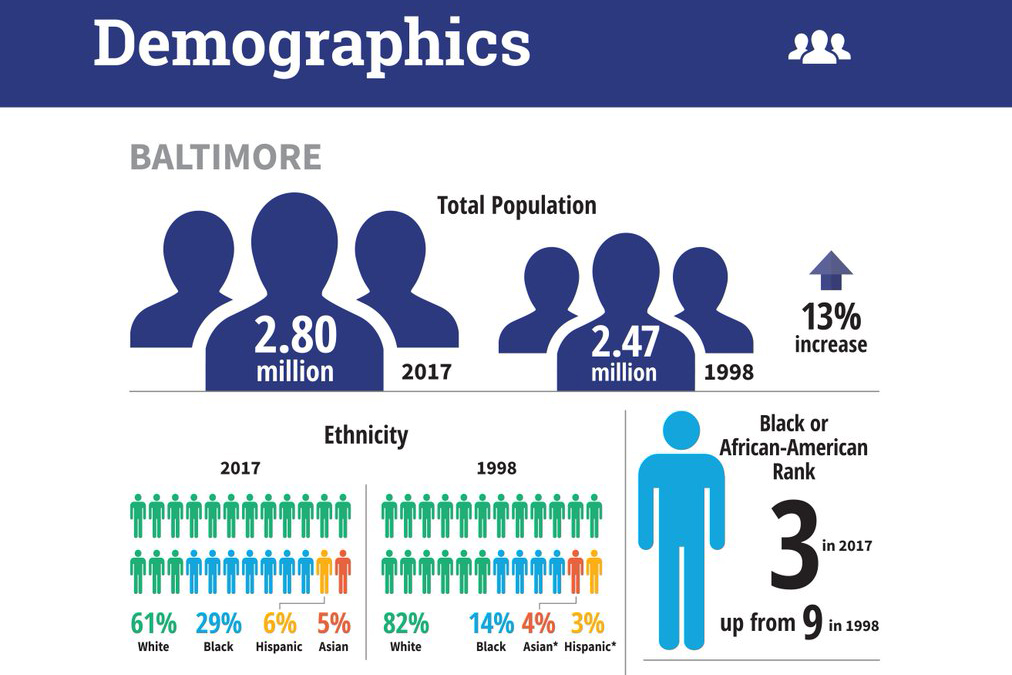 Demographics
BALTIMORE
Total Population
2.80
million
2017
2.47
million
1998
13%
increase
Ethnicity
2017
1998
61%
White
29%
Black
6%
Hispanic
5%
Asian
82%
White
14%
Black
4%
Asian*
3%
Hispanic*
Black or
African-American
Rank
3 in 2017
up from 9 in 1998